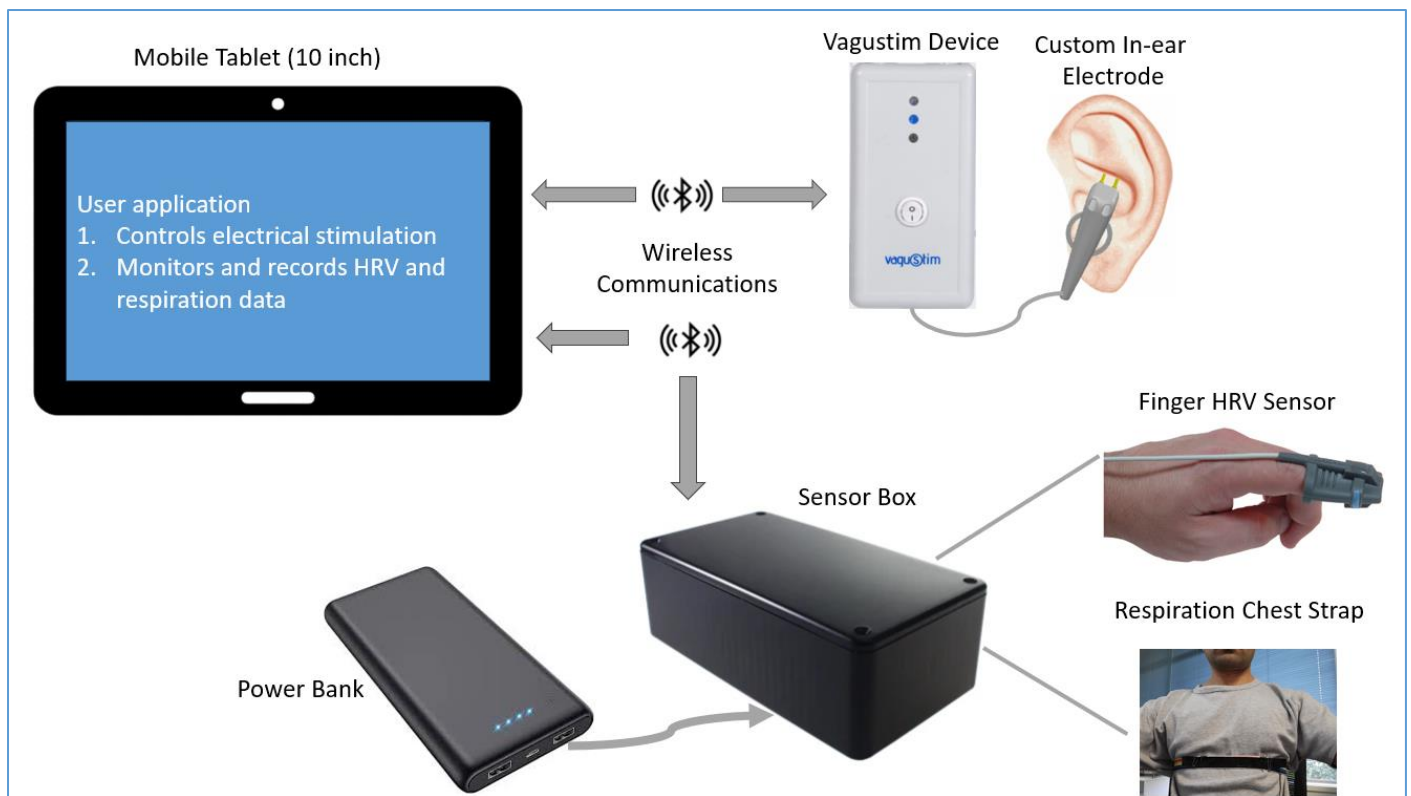 Mobile Tablet (10 inch)
Vagustim Device
Custom In-ear
Electrode
User application
1. Controls electrical stimulation
2. Monitors and records HRV and
respiration data
Wireless
Communications
vagustim
Finger HRV Sensor
Sensor Box
Respiration Chest Strap
Power Bank